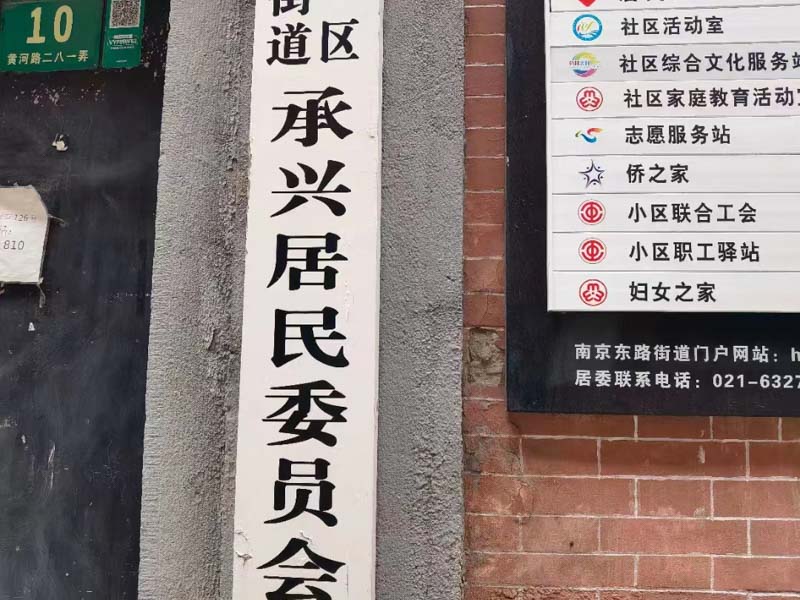 10
黄河路二八一弄
810
街
道区
承兴居民委员会
社区活动室
社区综合文化服务站
社区家庭教育活动室
志愿服务站
侨之家
小区联合工会
小区职工驿站
妇女之家
南京东路街道门户网站：h
居委联系电话：021-6327